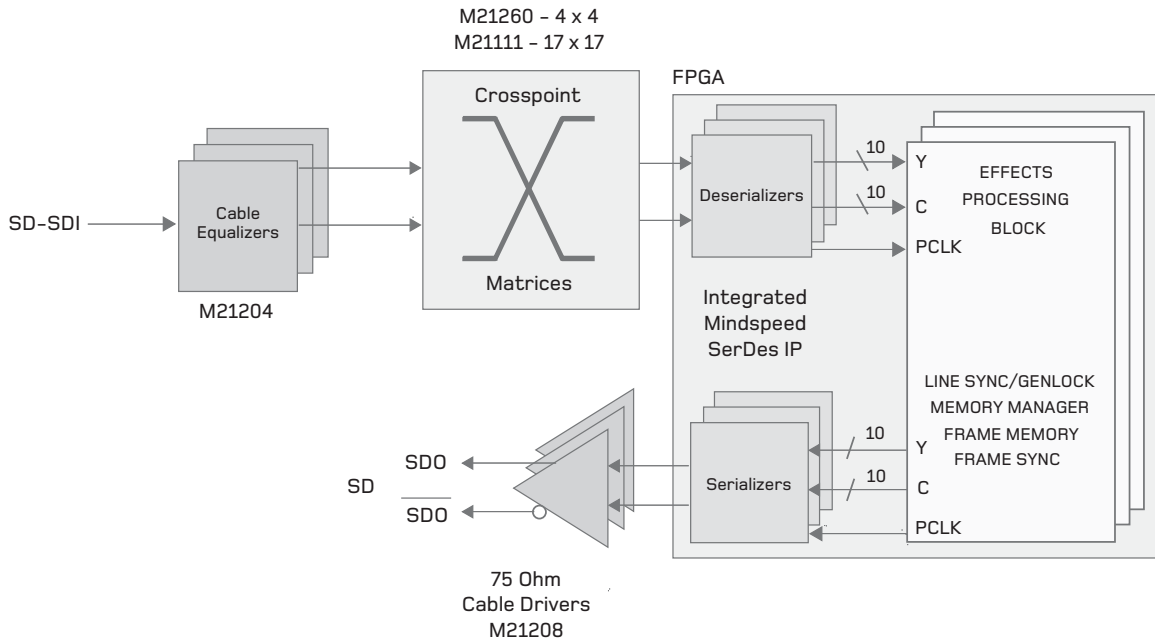 M21260 – 4 x 4
M21111 – 17 x 17
FPGA
Crosspoint
Matrices
SD-SDI
Cable
Equalizers
M21204
Deserializers
10
10
Y
C
PCLK
EFFECTS
PROCESSING
BLOCK
Integrated
Mindspeed
SerDes IP
LINE SYNC/GENLOCK
MEMORY MANAGER
FRAME MEMORY
FRAME SYNC
Serializers
10
10
Y
C
PCLK
SD
SDO
SDO
75 Ohm
Cable Drivers
M21208